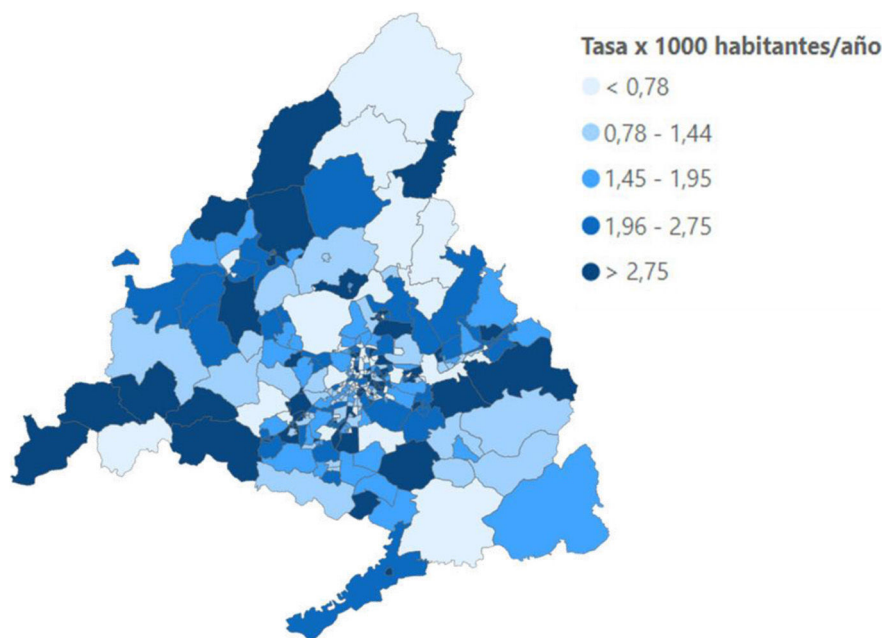 Tasa x 1000 habitantes/año
< 0,78
0,78 - 1,44
1,45 - 1,95
1,96 - 2,75
> 2,75